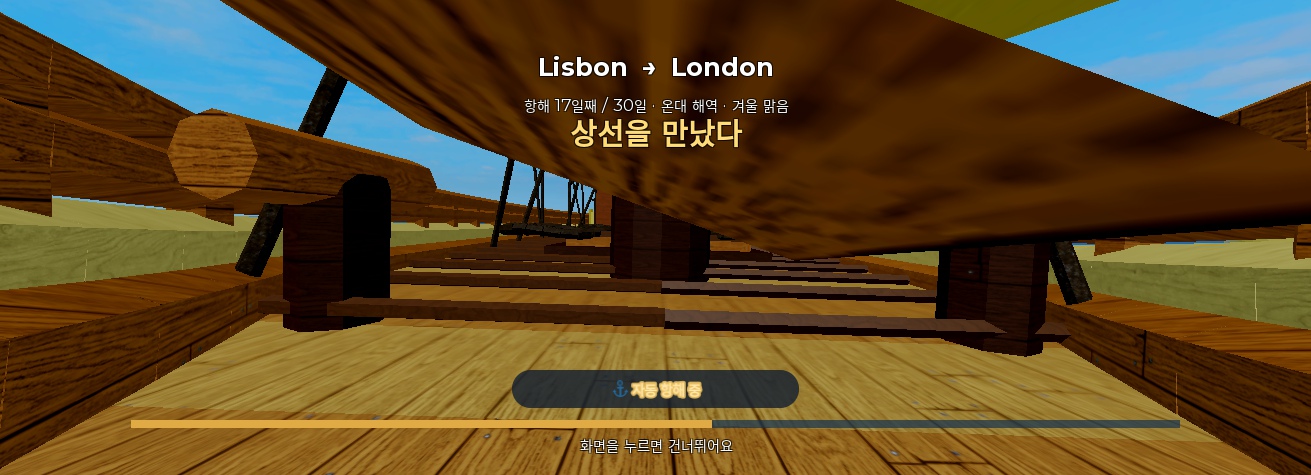 Lisbon → London
항해 17일째 / 30일 · 온대 해역 · 겨울 맑음
상선을 만났다
⚓ 자동 항해 중
화면을 누르면 건너뛰어요